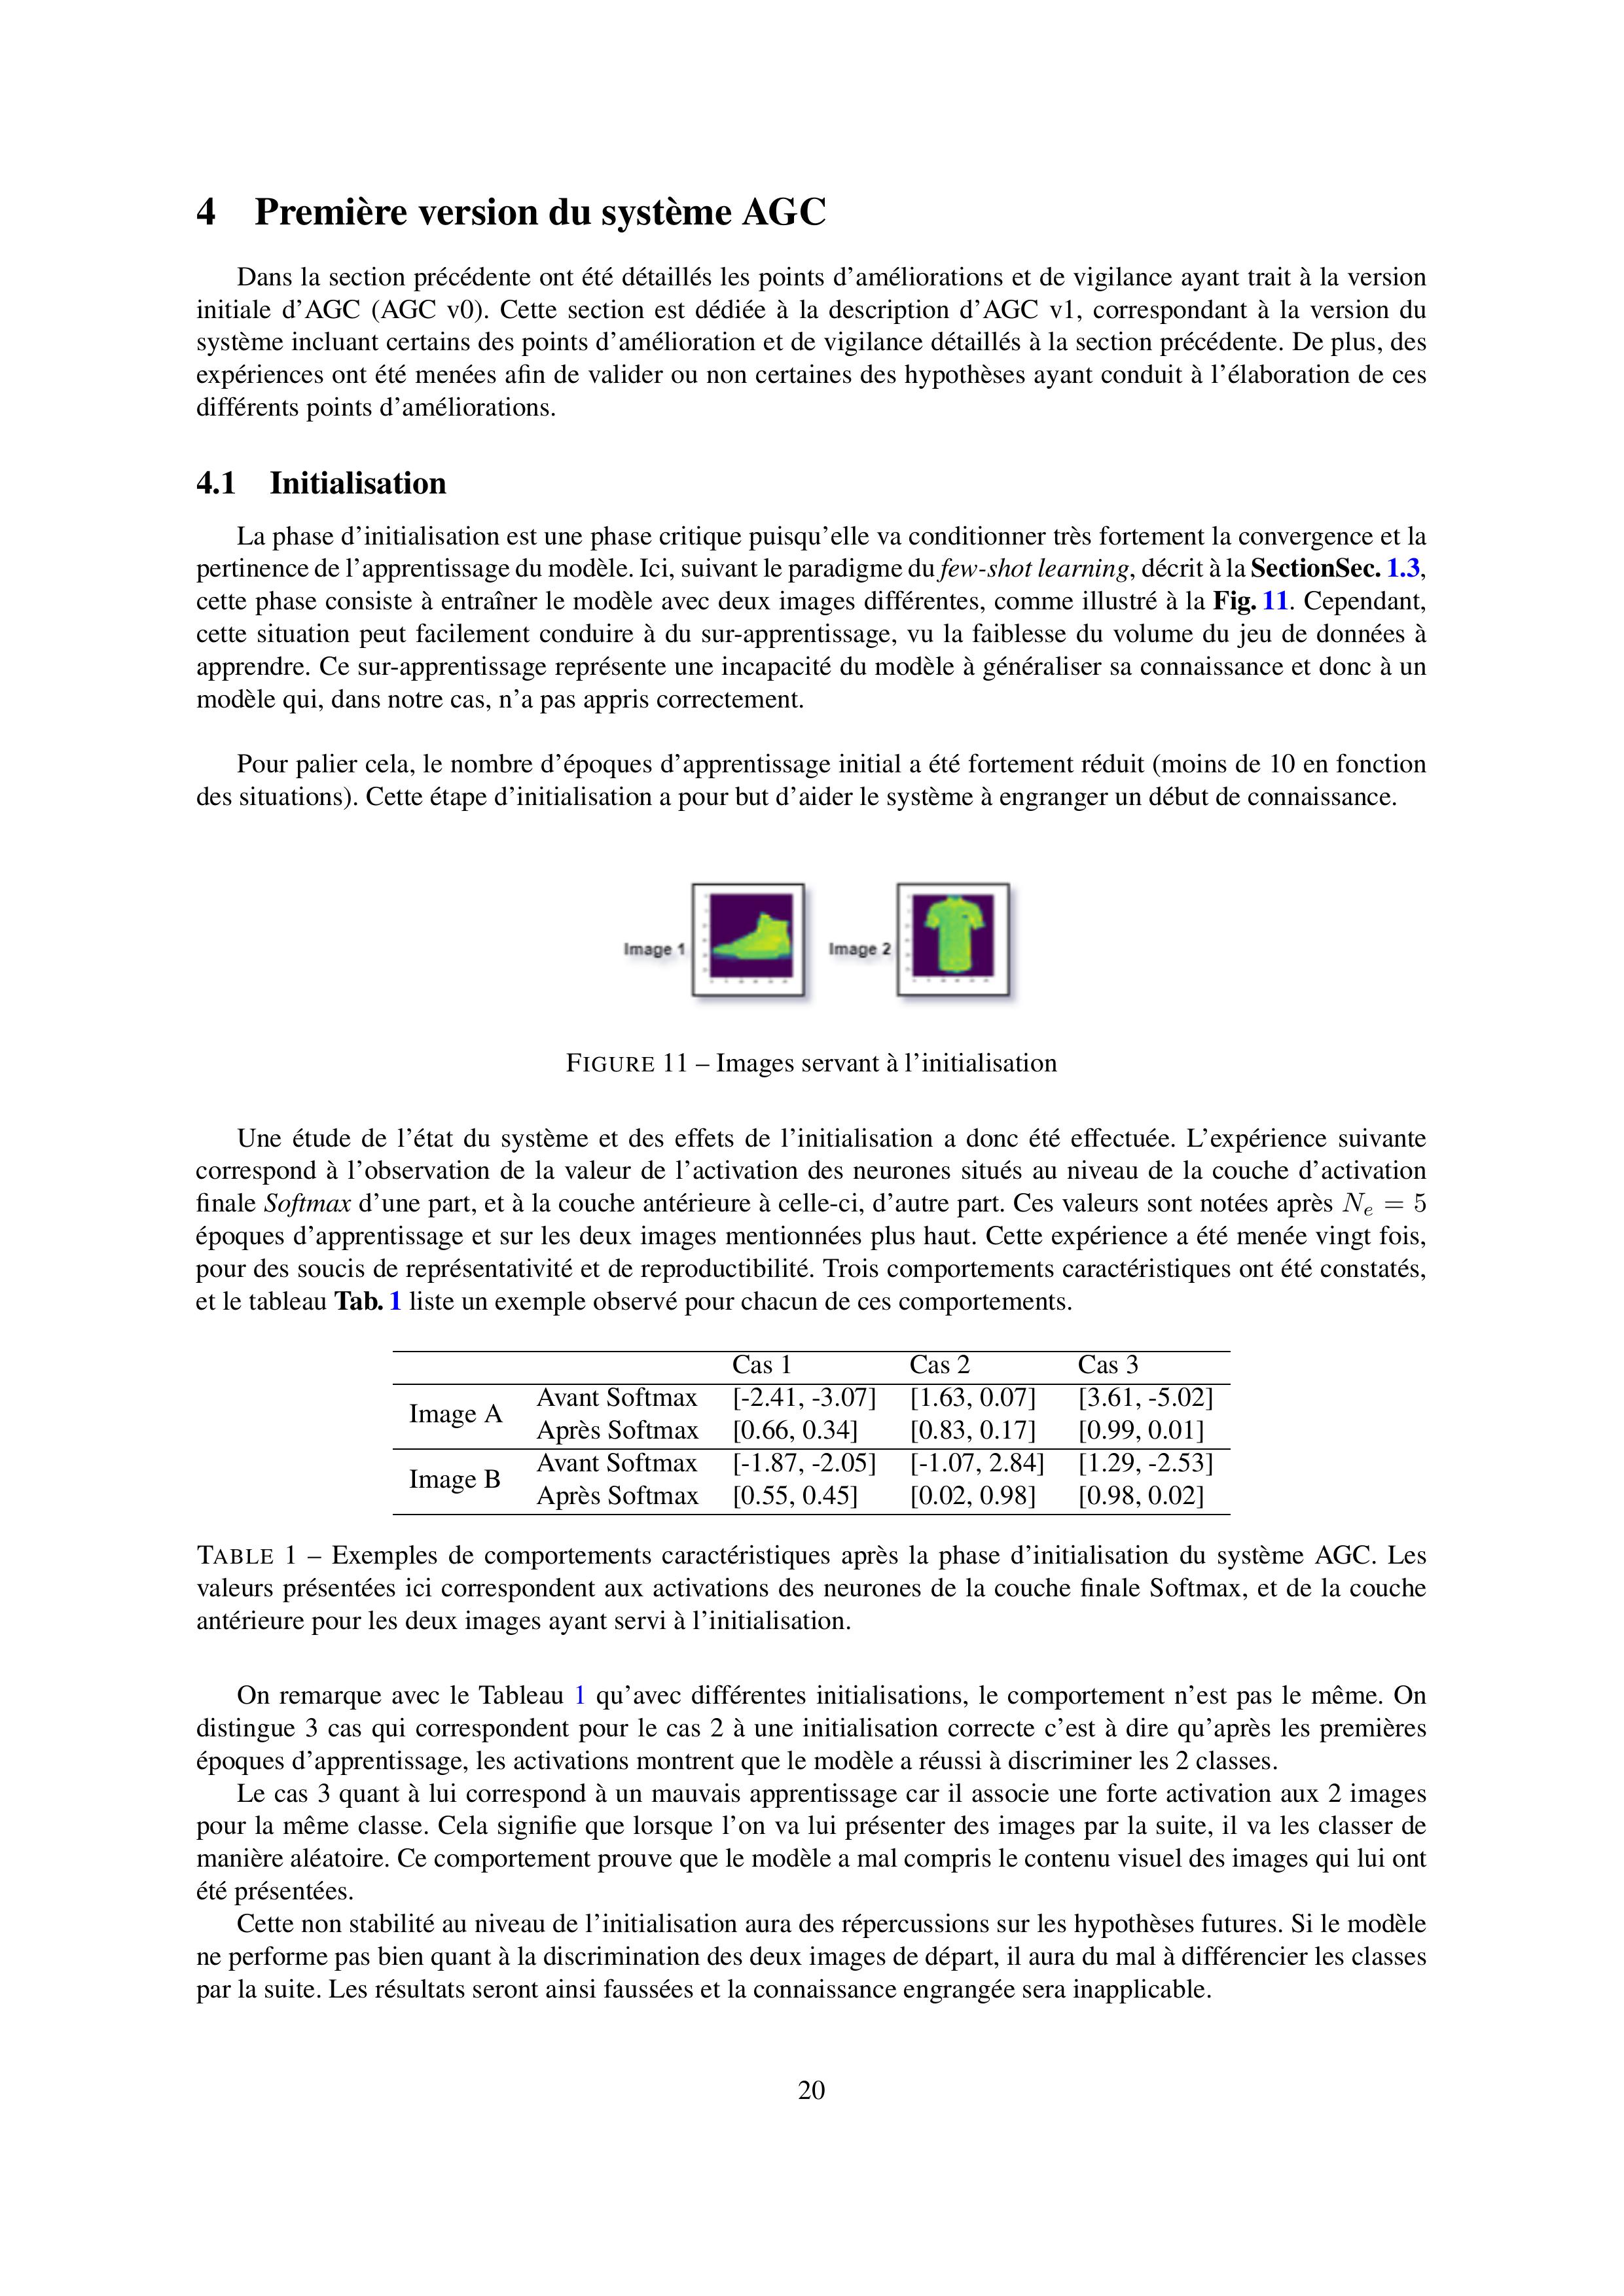 4 Première version du système AGC
Dans la section précédente ont été détaillés les points d'améliorations et de vigilance ayant trait à la version
initiale d'AGC (AGC v0). Cette section est dédiée à la description d'AGC v1, correspondant à la version du
système incluant certains des points d'amélioration et de vigilance détaillés à la section précédente. De plus, des
expériences ont été menées afin de valider ou non certaines des hypothèses ayant conduit à l'élaboration de ces
différents points d'améliorations.
4.1 Initialisation
La phase d'initialisation est une phase critique puisqu'elle va conditionner très fortement la convergence et la
pertinence de l'apprentissage du modèle. Ici, suivant le paradigme du few-shot learning, décrit à la SectionSec. 1.3,
cette phase consiste à entraîner le modèle avec deux images différentes, comme illustré à la Fig. 11. Cependant,
cette situation peut facilement conduire à du sur-apprentissage, vu la faiblesse du volume du jeu de données à
apprendre. Ce sur-apprentissage représente une incapacité du modèle à généraliser sa connaissance et donc à un
modèle qui, dans notre cas, n'a pas appris correctement.
Pour palier cela, le nombre d'époques d'apprentissage initial a été fortement réduit (moins de 10 en fonction
des situations). Cette étape d'initialisation a pour but d'aider le système à engranger un début de connaissance.
Image 1 Image 2
FIGURE 11 – Images servant à l'initialisation
Une étude de l'état du système et des effets de l'initialisation a donc été effectuée. L'expérience suivante
correspond à l'observation de la valeur de l'activation des neurones situés au niveau de la couche d'activation
finale Softmax d'une part, et à la couche antérieure à celle-ci, d'autre part. Ces valeurs sont notées après Nₑ = 5
époques d'apprentissage et sur les deux images mentionnées plus haut. Cette expérience a été menée vingt fois,
pour des soucis de représentativité et de reproductibilité. Trois comportements caractéristiques ont été constatés,
et le tableau Tab. 1 liste un exemple observé pour chacun de ces comportements.
Cas 1 Cas 2 Cas 3
Image A Avant Softmax [-2.41, -3.07] [1.63, 0.07] [3.61, -5.02]
Après Softmax [0.66, 0.34] [0.83, 0.17] [0.99, 0.01]
Image B Avant Softmax [-1.87, -2.05] [-1.07, 2.84] [1.29, -2.53]
Après Softmax [0.55, 0.45] [0.02, 0.98] [0.98, 0.02]
TABLE 1 – Exemples de comportements caractéristiques après la phase d'initialisation du système AGC. Les
valeurs présentées ici correspondent aux activations des neurones de la couche finale Softmax, et de la couche
antérieure pour les deux images ayant servi à l'initialisation.
On remarque avec le Tableau 1 qu'avec différentes initialisations, le comportement n'est pas le même. On
distingue 3 cas qui correspondent pour le cas 2 à une initialisation correcte c'est à dire qu'après les premières
époques d'apprentissage, les activations montrent que le modèle a réussi à discriminer les 2 classes.
Le cas 3 quant à lui correspond à un mauvais apprentissage car il associe une forte activation aux 2 images
pour la même classe. Cela signifie que lorsque l'on va lui présenter des images par la suite, il va les classer de
manière aléatoire. Ce comportement prouve que le modèle a mal compris le contenu visuel des images qui lui ont
été présentées.
Cette non stabilité au niveau de l'initialisation aura des répercussions sur les hypothèses futures. Si le modèle
ne performe pas bien quant à la discrimination des deux images de départ, il aura du mal à différencier les classes
par la suite. Les résultats seront ainsi faussées et la connaissance engrangée sera inapplicable.
20